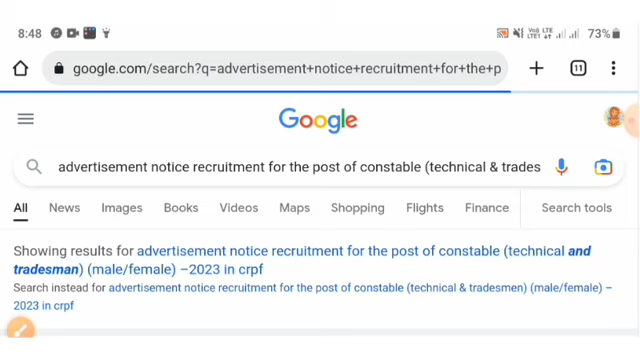 8:48 Vo) LTE LTE1 73%
google.com/search?q=advertisement+notice+recruitment+for+the+p 11
Google
advertisement notice recruitment for the post of constable (technical & trades
All News Images Books Videos Maps Shopping Flights Finance Search tools
Showing results for advertisement notice recruitment for the post of constable (technical and
tradesman) (male/female) –2023 in crpf
Search instead for advertisement notice recruitment for the post of constable (technical & tradesmen) (male/female) –
2023 in crpf